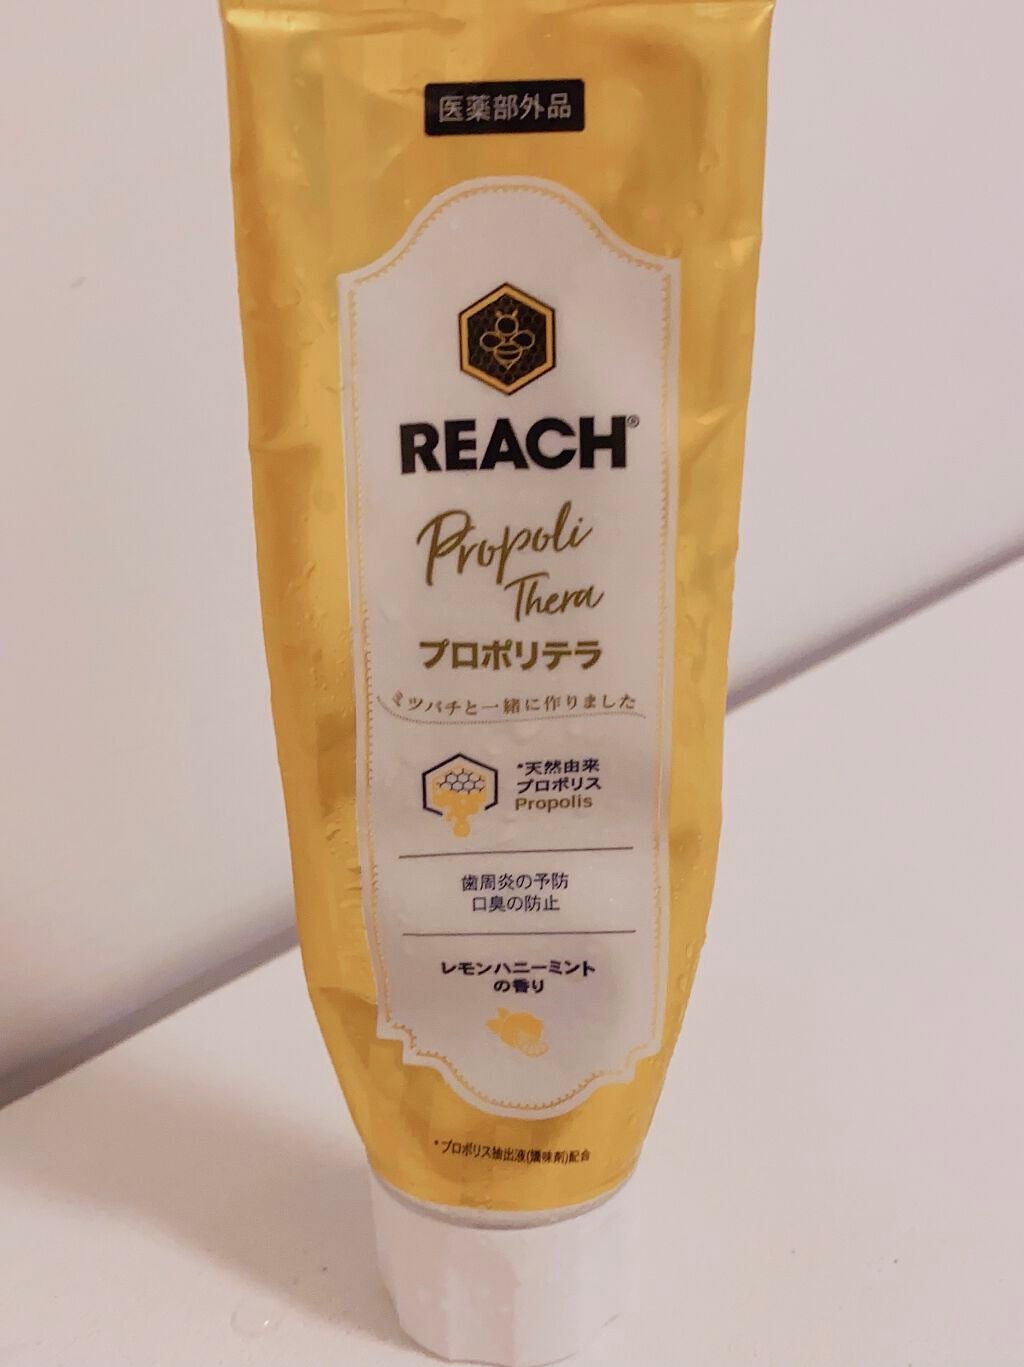 医薬部外品
REACH®
Propoli
Thera
プロポリテラ
ミツバチと一緒に作りました
*天然由来
プロポリス
Propolis
歯周炎の予防
口臭の防止
レモンハニーミント
の香り
*プロポリス抽出液(矯味剤)配合